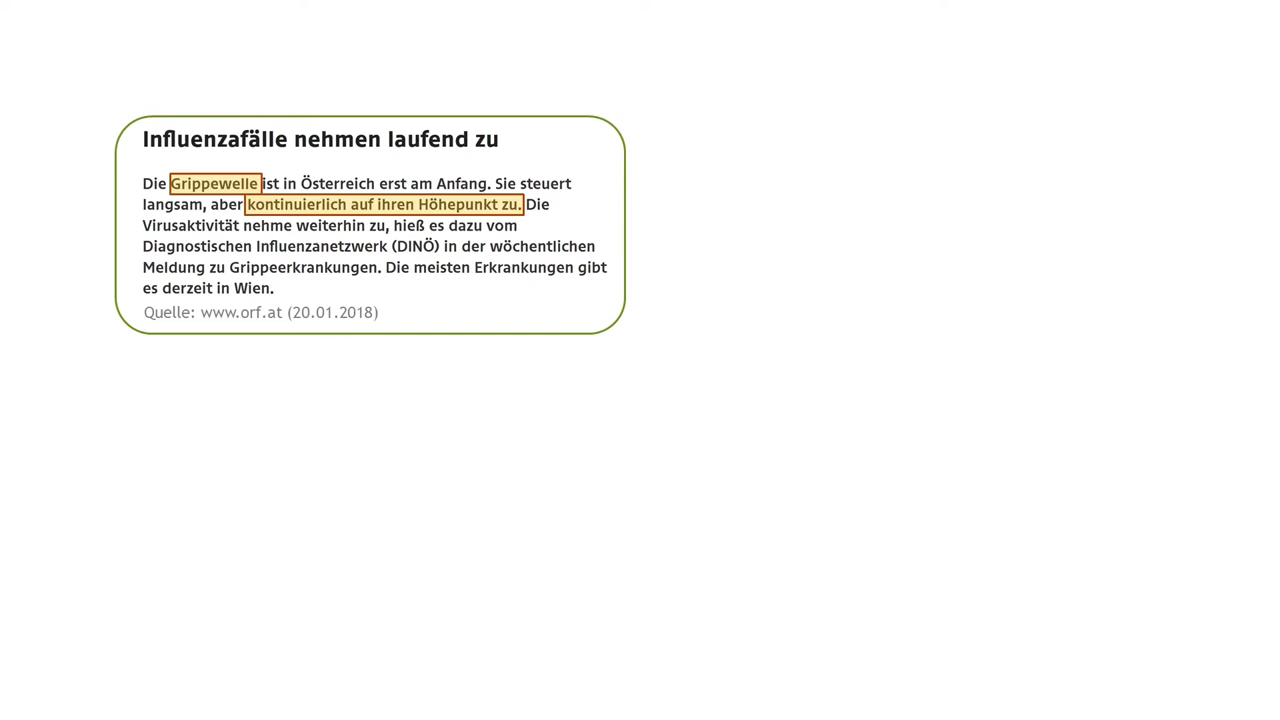 Influenzafälle nehmen laufend zu
Die Grippewelle ist in Österreich erst am Anfang. Sie steuert
langsam, aber kontinuierlich auf ihren Höhepunkt zu. Die
Virusaktivität nehme weiterhin zu, hieß es dazu vom
Diagnostischen Influenzanetzwerk (DINÖ) in der wöchentlichen
Meldung zu Grippeerkrankungen. Die meisten Erkrankungen gibt
es derzeit in Wien.
Quelle: www.orf.at (20.01.2018)